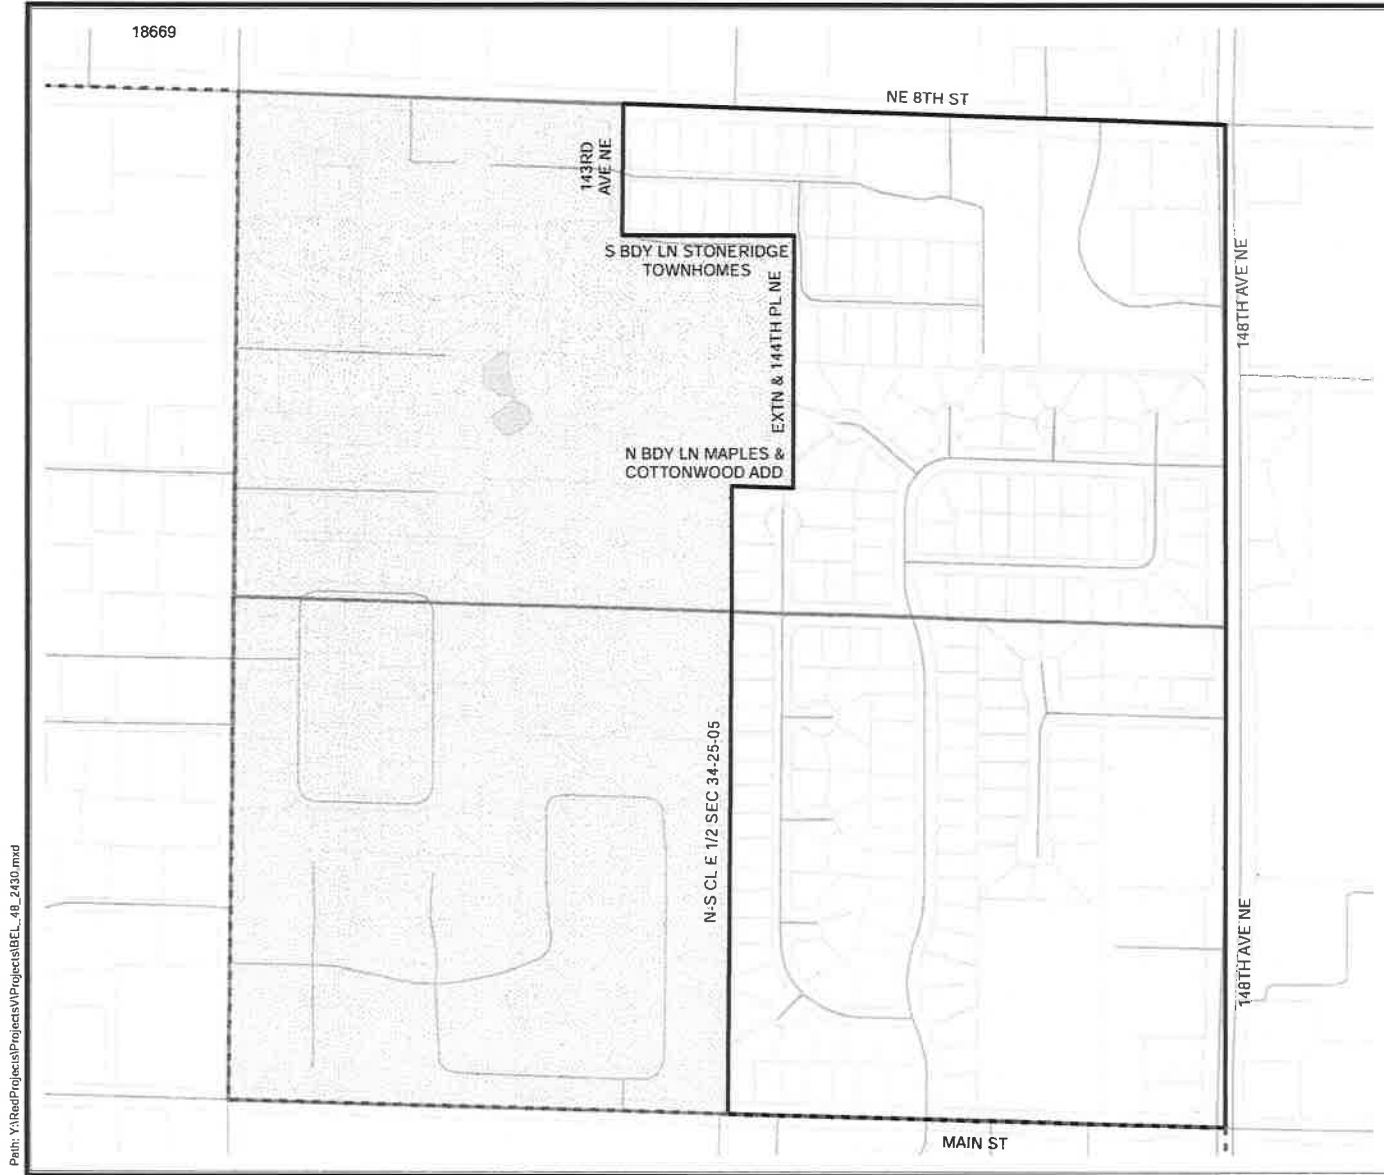 18669
NE 8TH ST
143RD
AVE NE
S BDY LN STONERIDGE
TOWNHOMES
EXTN & 144TH PL NE
148TH AVE NE
N BDY LN MAPLES &
COTTONWOOD ADD
N-S CL E 1/2 SEC 34-25-05
148TH AVE NE
MAIN ST
Path: Y:\RedProjects\Projects\V\Projects\BEL_48_2430.mxd